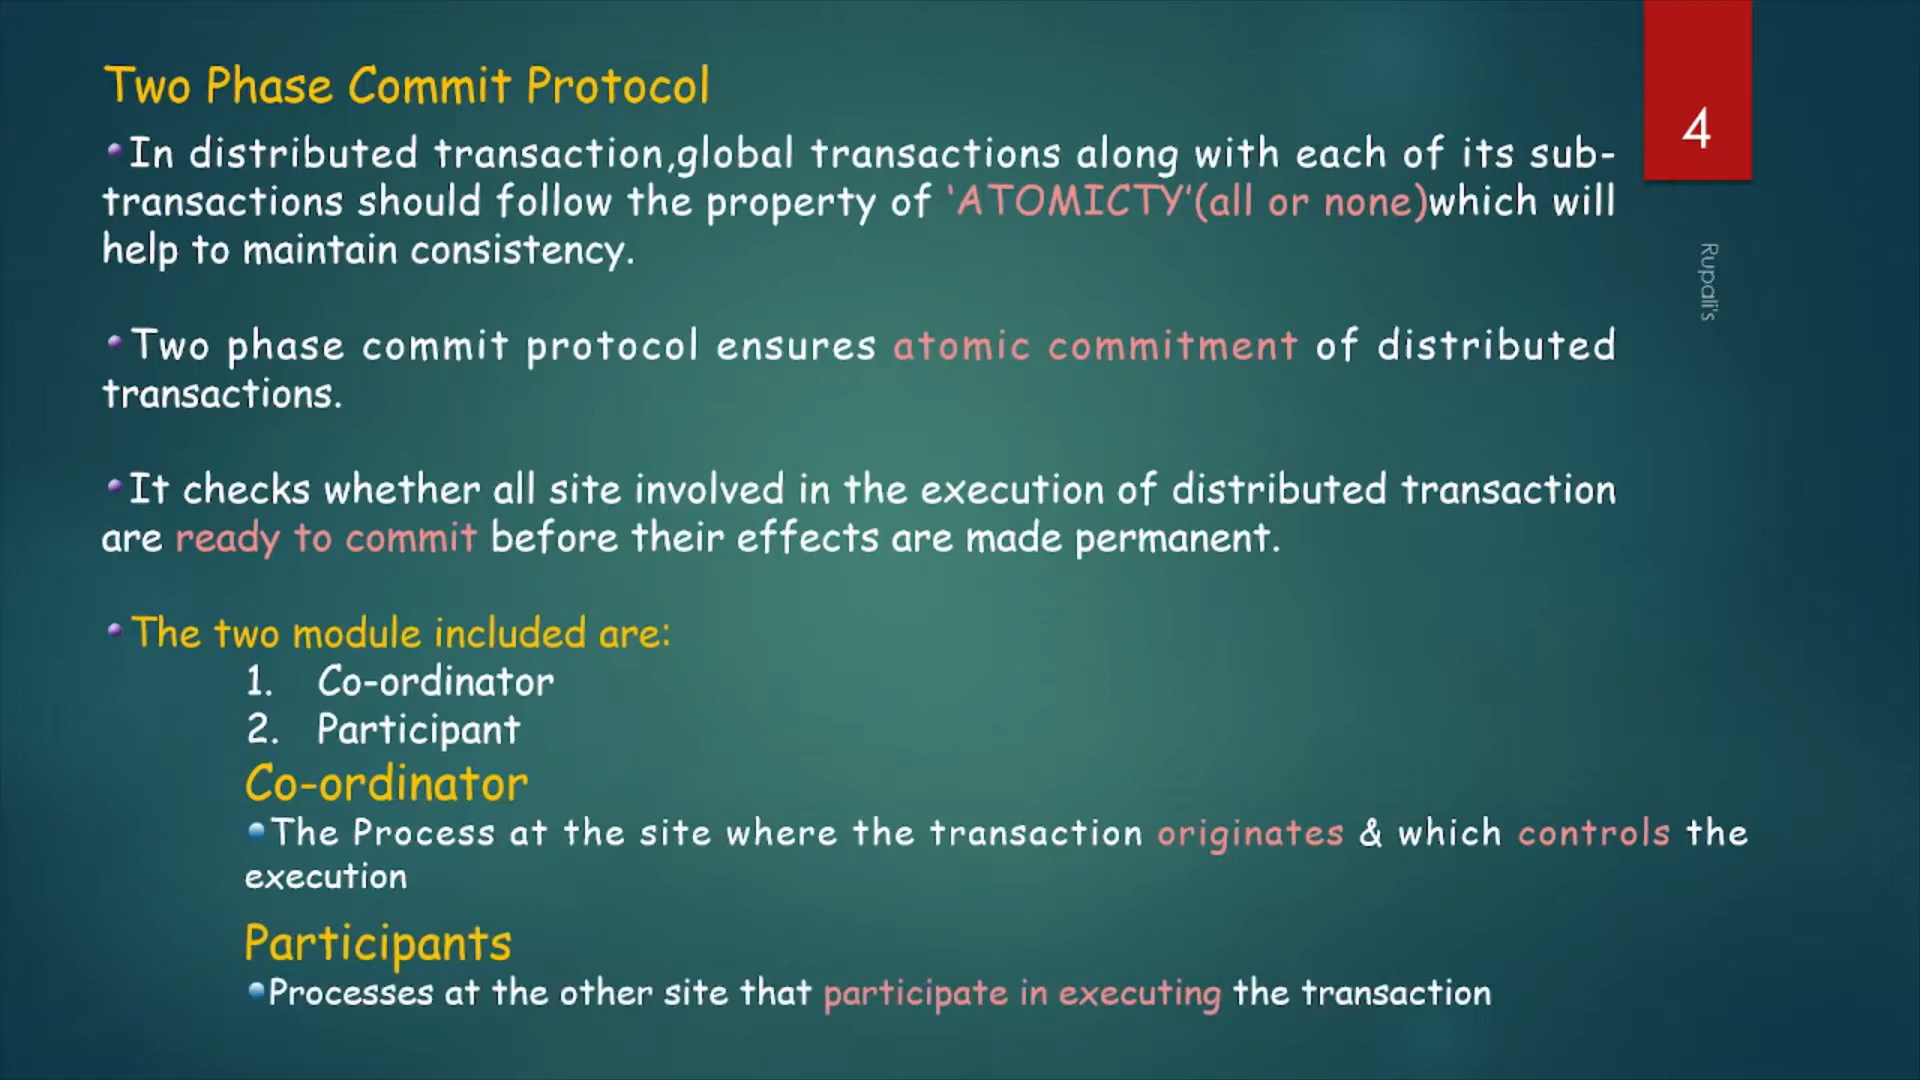 Two Phase Commit Protocol
4
In distributed transaction,global transactions along with each of its sub-
transactions should follow the property of 'ATOMICTY'(all or none)which will
help to maintain consistency.
Rupali's
Two phase commit protocol ensures atomic commitment of distributed
transactions.
It checks whether all site involved in the execution of distributed transaction
are ready to commit before their effects are made permanent.
The two module included are:
1. Co-ordinator
2. Participant
Co-ordinator
The Process at the site where the transaction originates & which controls the
execution
Participants
Processes at the other site that participate in executing the transaction